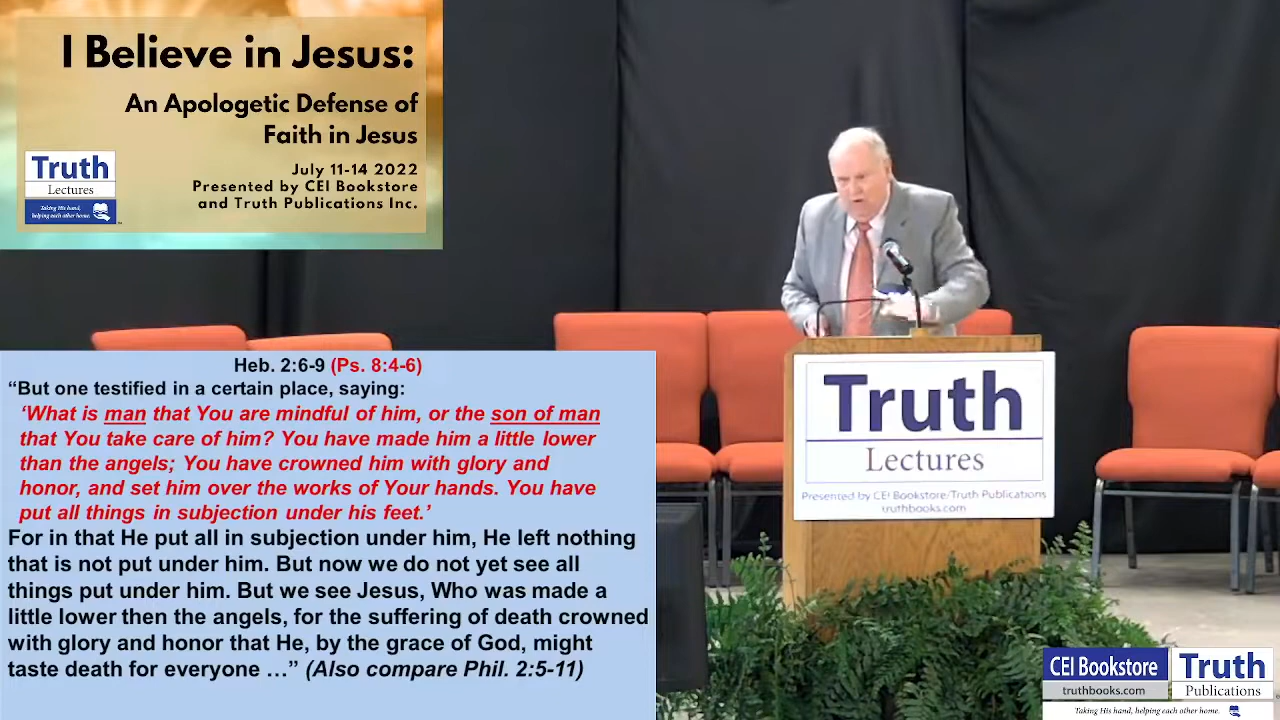 I Believe in Jesus:
An Apologetic Defense of
Faith in Jesus
July 11-14 2022
Presented by CEI Bookstore
and Truth Publications Inc.
Truth
Lectures
Taking His hand,
helping each other home.
Heb. 2:6-9 (Ps. 8:4-6)
“But one testified in a certain place, saying:
‘What is man that You are mindful of him, or the son of man
that You take care of him? You have made him a little lower
than the angels; You have crowned him with glory and
honor, and set him over the works of Your hands. You have
put all things in subjection under his feet.’
For in that He put all in subjection under him, He left nothing
that is not put under him. But now we do not yet see all
things put under him. But we see Jesus, Who was made a
little lower then the angels, for the suffering of death crowned
with glory and honor that He, by the grace of God, might
taste death for everyone …” (Also compare Phil. 2:5-11)
Truth
Lectures
Presented by CEI Bookstore/Truth Publications
truthbooks.com
CEI Bookstore
truthbooks.com
Truth
Publications
Taking His hand, helping each other home.